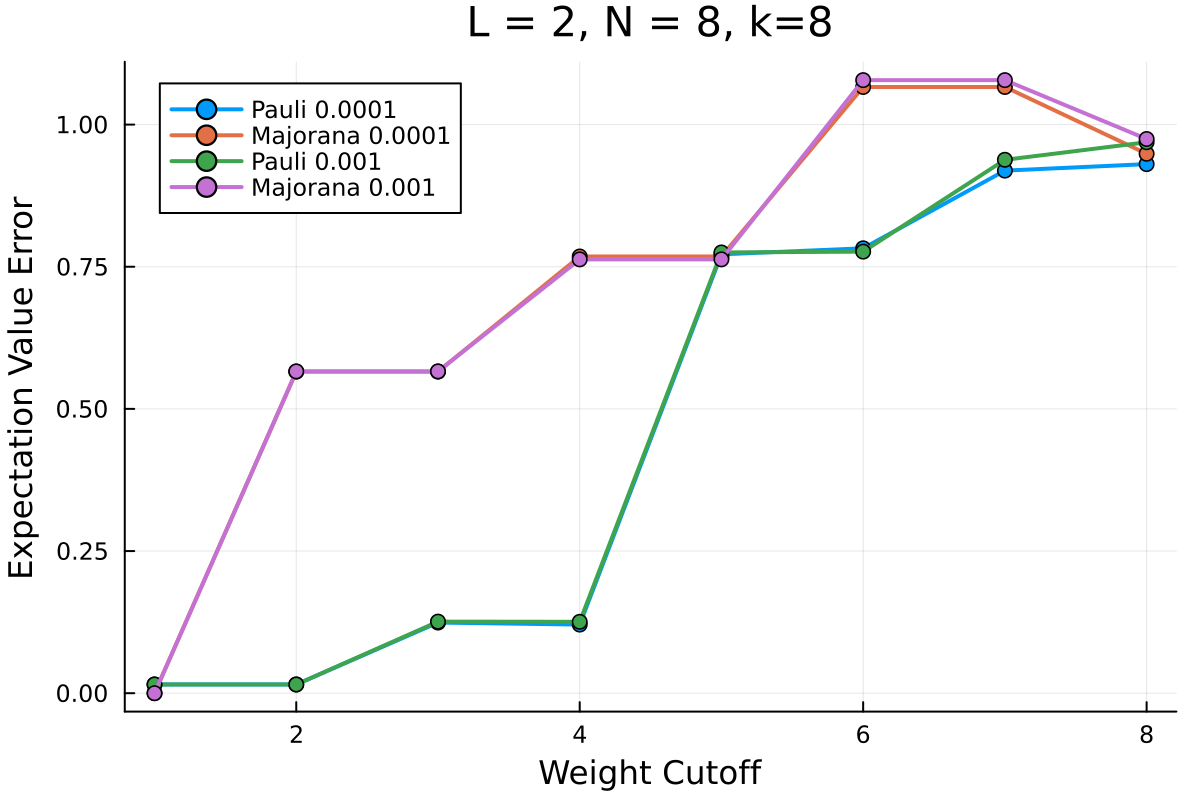 L = 2, N = 8, k=8
Pauli 0.0001
Majorana 0.0001
Pauli 0.001
Majorana 0.001
1.00
0.75
0.50
0.25
0.00
Expectation Value Error
2 4 6 8
Weight Cutoff